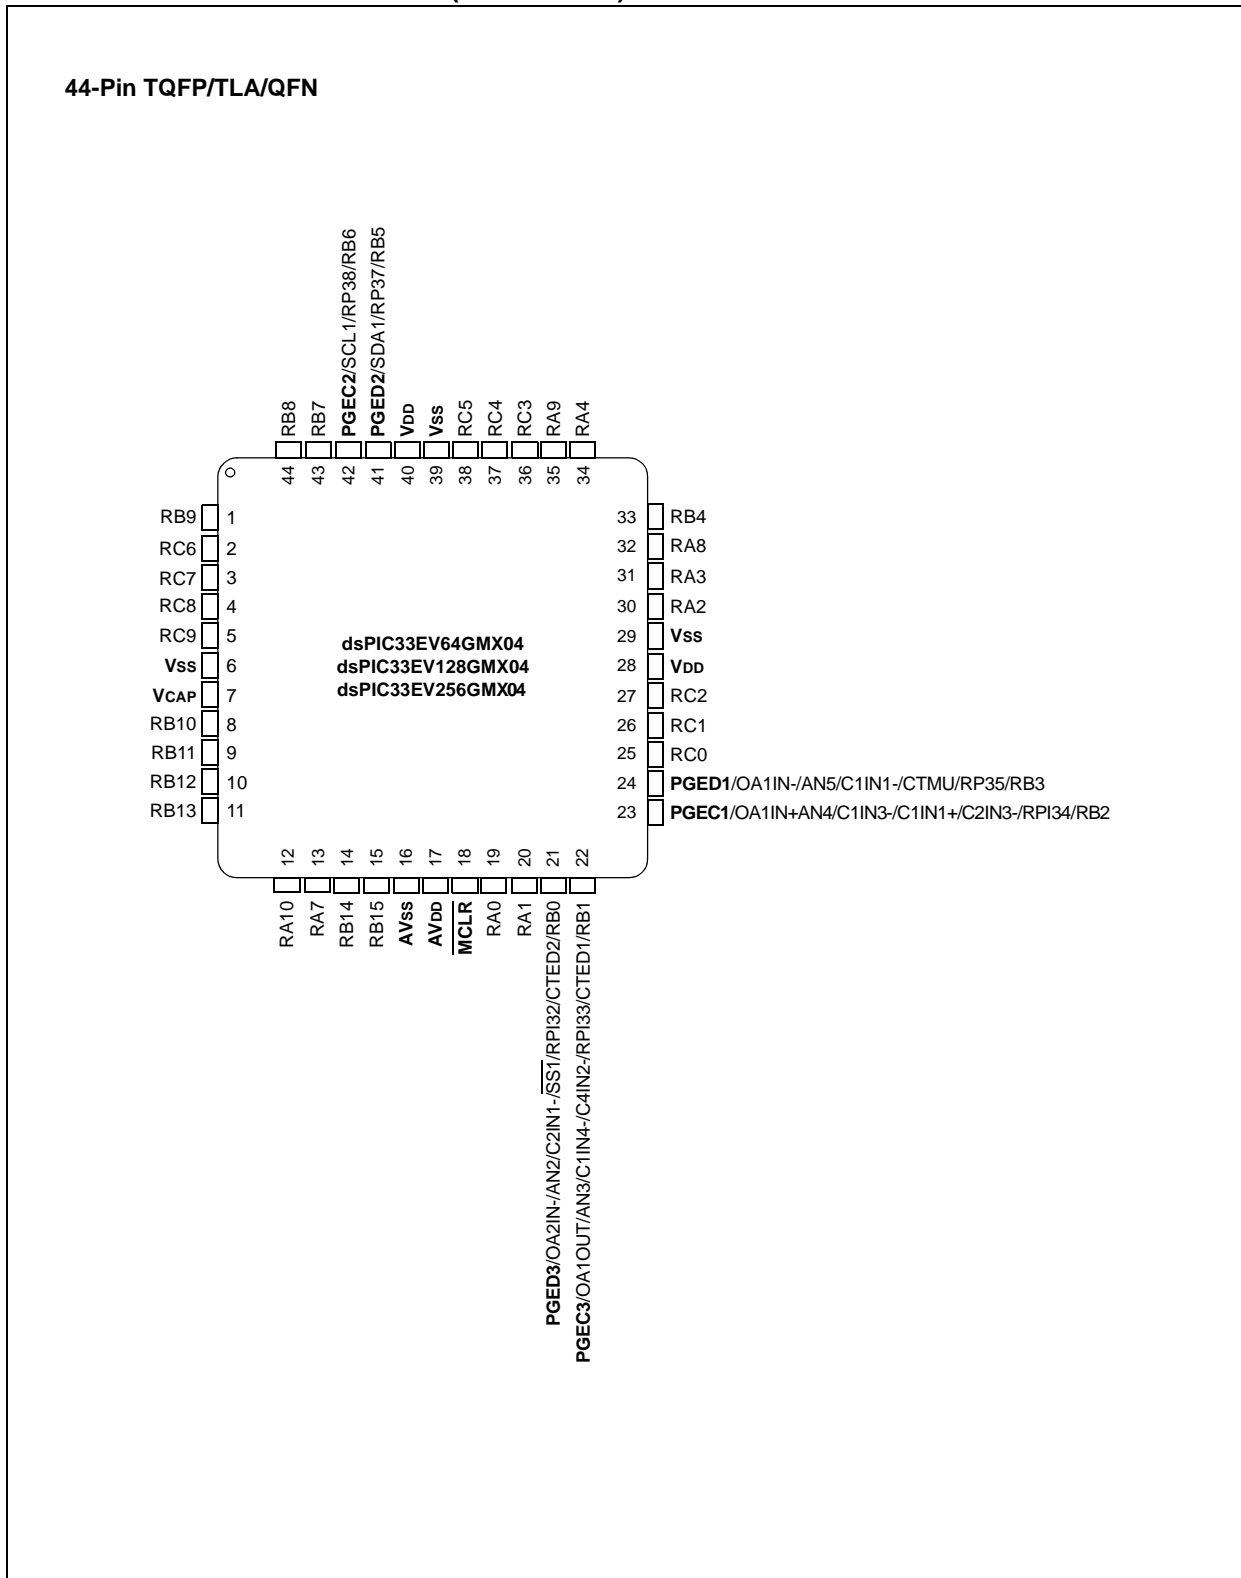 44-Pin TQFP/TLA/QFN
RB8
RB7
PGEC2/SCL1/RP38/RB6
PGED2/SDA1/RP37/RB5
VDD
VSS
RC5
RC4
RC3
RA9
RA4
44
43
42
41
40
39
38
37
36
35
34
RB9 1
RC6 2
RC7 3
RC8 4
RC9 5
VSS 6
VCAP 7
RB10 8
RB11 9
RB12 10
RB13 11
dsPIC33EV64GMX04
dsPIC33EV128GMX04
dsPIC33EV256GMX04
33 RB4
32 RA8
31 RA3
30 RA2
29 VSS
28 VDD
27 RC2
26 RC1
25 RC0
24 PGED1/OA1IN-/AN5/C1IN1-/CTMU/RP35/RB3
23 PGEC1/OA1IN+AN4/C1IN3-/C1IN1+/C2IN3-/RPI34/RB2
12
13
14
15
16
17
18
19
20
21
22
RA10
RA7
RB14
RB15
AVSS
AVDD
MCLR
RA0
RA1
PGED3/OA2IN-/AN2/C2IN1-/SS1/RPI32/CTED2/RB0
PGEC3/OA1OUT/AN3/C1IN4-/C4IN2-/RPI33/CTED1/RB1